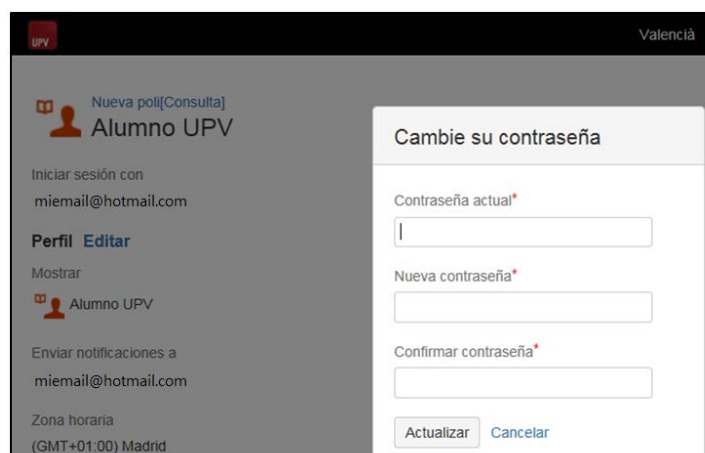 UPV
Valencià
Nueva poli[Consulta]
Alumno UPV
Iniciar sesión con
miemail@hotmail.com
Perfil Editar
Mostrar
Alumno UPV
Enviar notificaciones a
miemail@hotmail.com
Zona horaria
(GMT+01:00) Madrid
Cambie su contraseña
Contraseña actual*
Nueva contraseña*
Confirmar contraseña*
Actualizar Cancelar